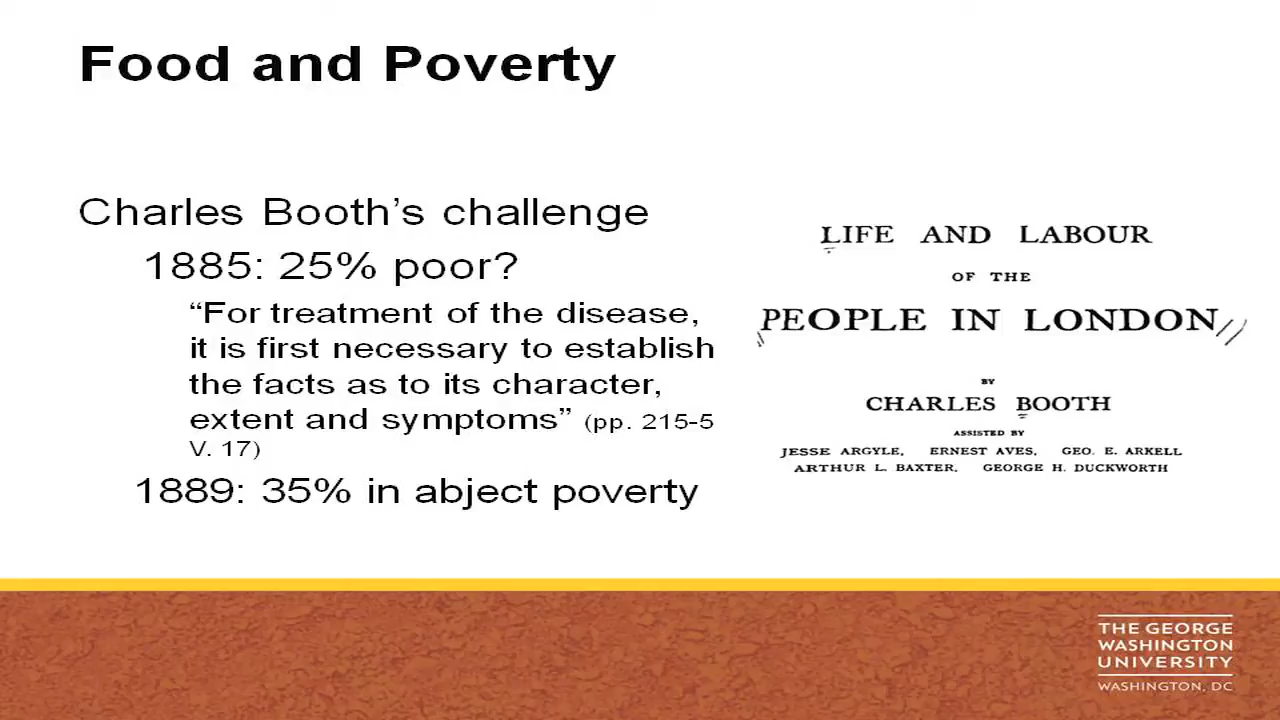 Food and Poverty
Charles Booth's challenge
1885: 25% poor?
“For treatment of the disease,
it is first necessary to establish
the facts as to its character,
extent and symptoms” (pp. 215-5
V. 17)
1889: 35% in abject poverty
LIFE AND LABOUR
OF THE
PEOPLE IN LONDON
BY
CHARLES BOOTH
ASSISTED BY
JESSE ARGYLE, ERNEST AVES, GEO. E. ARKELL
ARTHUR L. BAXTER, GEORGE H. DUCKWORTH
THE GEORGE
WASHINGTON
UNIVERSITY
WASHINGTON, DC